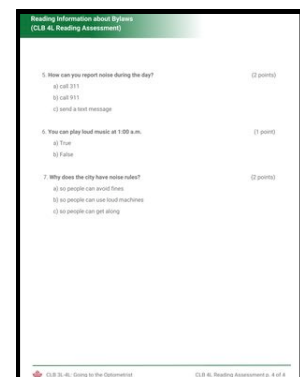 Reading Information about Bylaws
(CLB 4L Reading Assessment)
5. How can you report noise during the day? (2 points)
a) call 311
b) call 911
c) send a text message
6. You can play loud music at 1:00 a.m. (1 point)
a) True
b) False
7. Why does the city have noise rules? (2 points)
a) so people can avoid fines
b) so people can use loud machines
c) so people can get along
CLB 3L-4L: Going to the Optometrist CLB 4L Reading Assessment p. 4 of 6